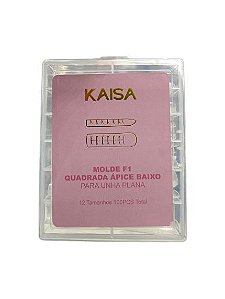 KAISA
MOLDE F1
QUADRADA ÁPICE BAIXO
PARA UNHA PLANA
12 Tamanhos 100PCS Total